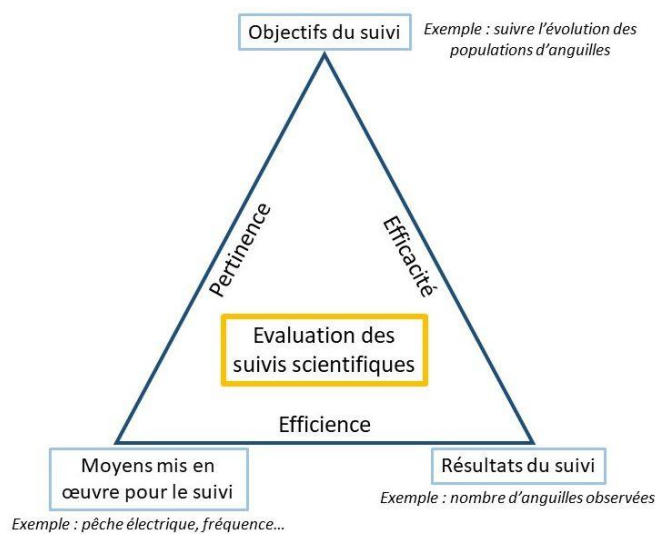 Objectifs du suivi
Exemple : suivre l’évolution des
populations d’anguilles
Pertinence
Efficacité
Evaluation des
suivis scientifiques
Efficience
Moyens mis en
œuvre pour le suivi
Résultats du suivi
Exemple : nombre d’anguilles observées
Exemple : pêche électrique, fréquence…